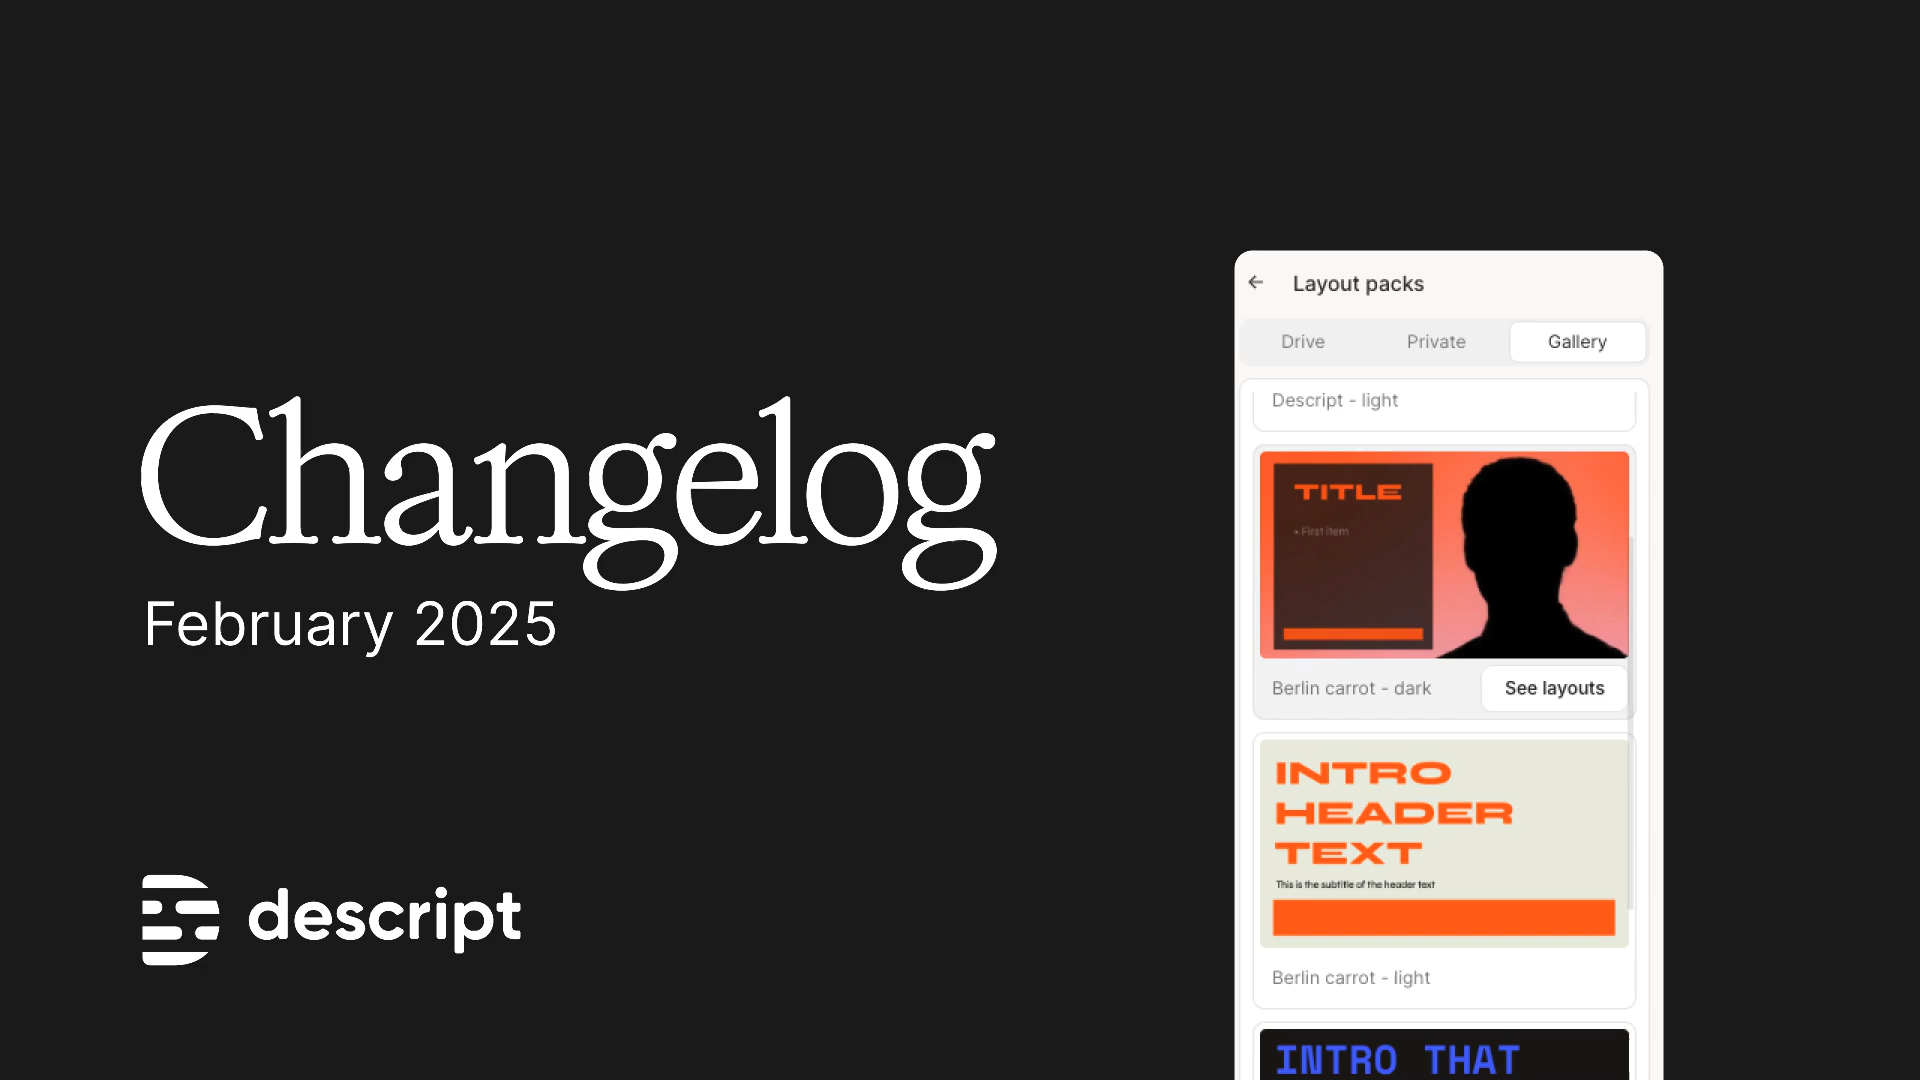 Changelog
February 2025
descript
Layout packs
Drive Private Gallery
Descript - light
TITLE
• First item
Berlin carrot - dark
See layouts
INTRO
HEADER
TEXT
This is the subtitle of the header text
Berlin carrot - light
INTRO THAT